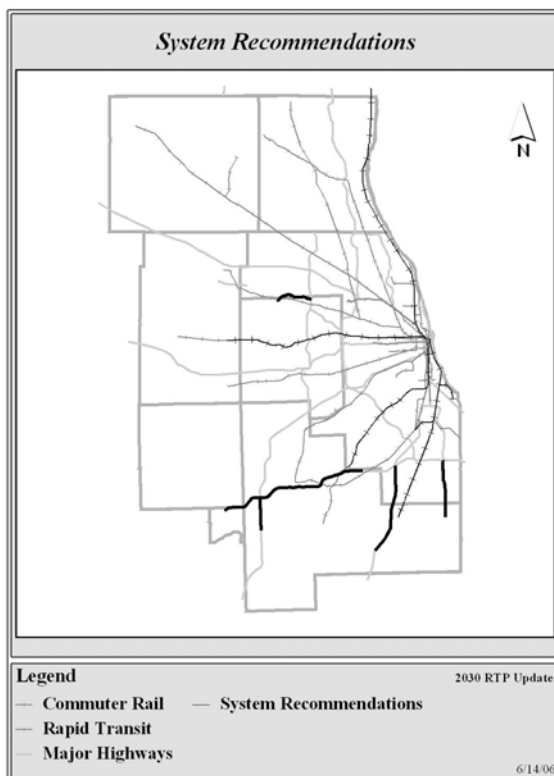 System Recommendations
N
Legend
2030 RTP Update
Commuter Rail
System Recommendations
Rapid Transit
Major Highways
6/14/06